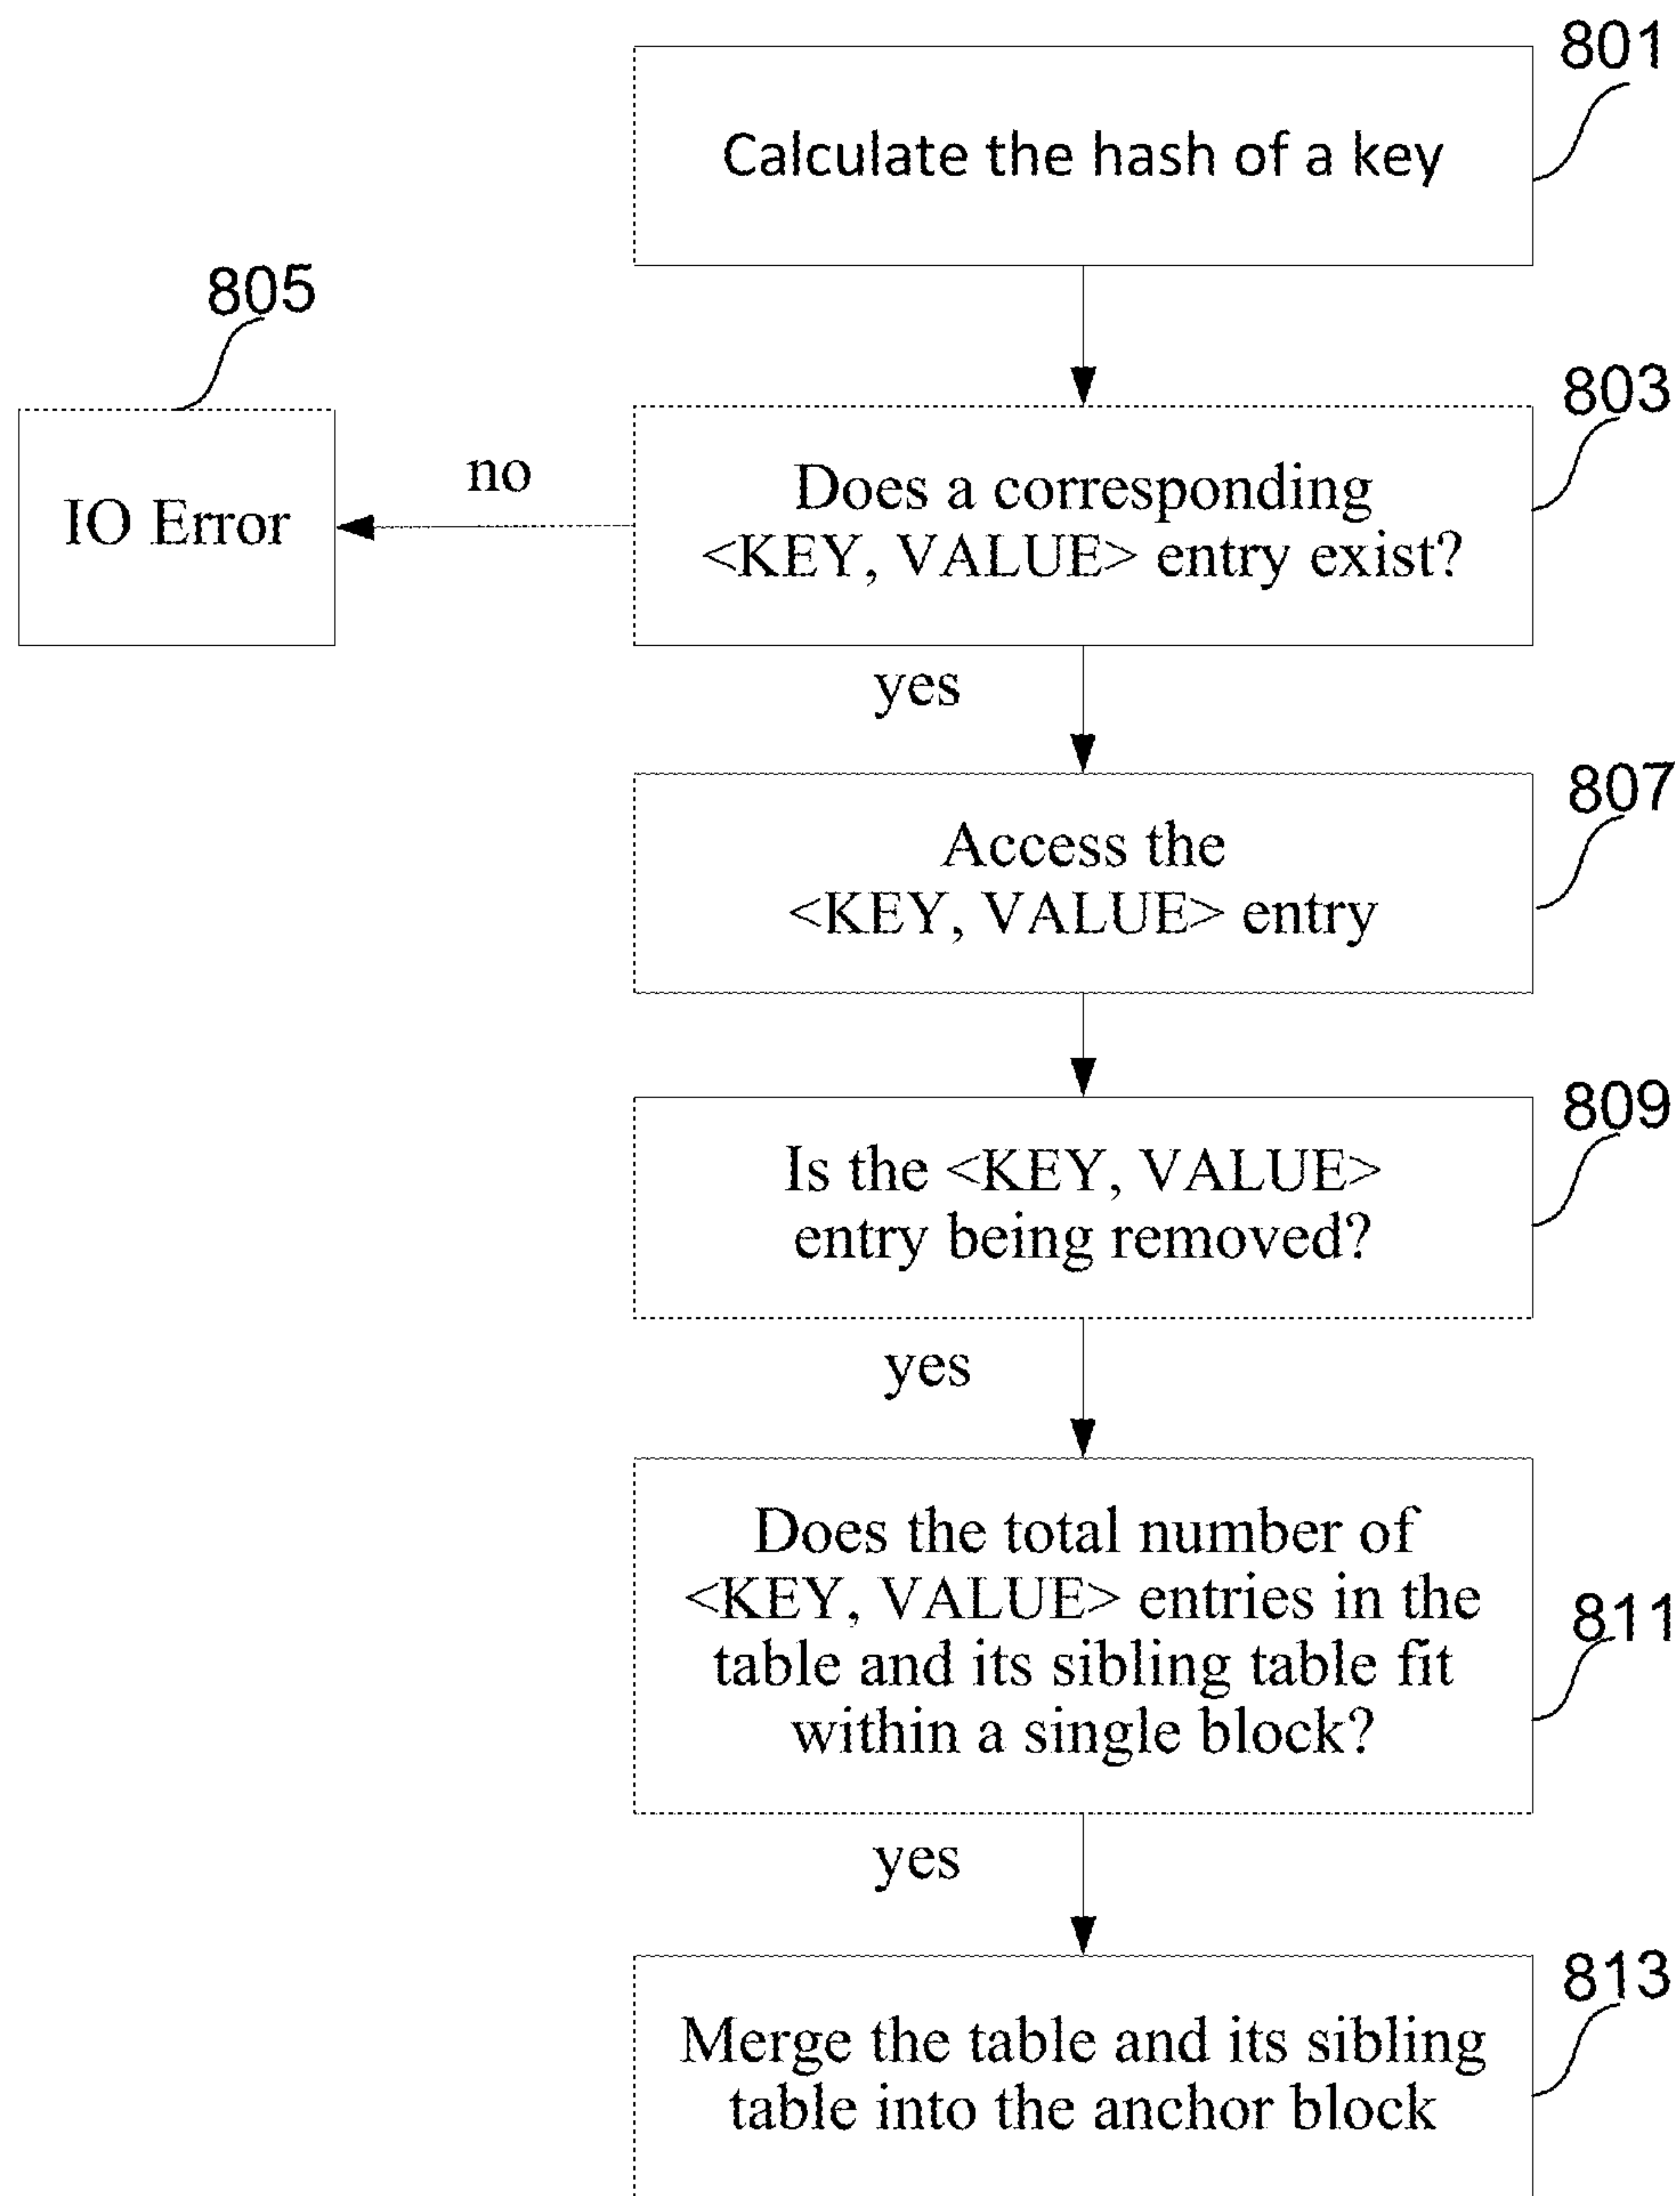 801
Calculate the hash of a key
805
803
IO Error
no
Does a corresponding
<KEY, VALUE> entry exist?
yes
807
Access the
<KEY, VALUE> entry
809
Is the <KEY, VALUE>
entry being removed?
yes
Does the total number of
<KEY, VALUE> entries in the
table and its sibling table fit
within a single block?
811
yes
813
Merge the table and its sibling
table into the anchor block